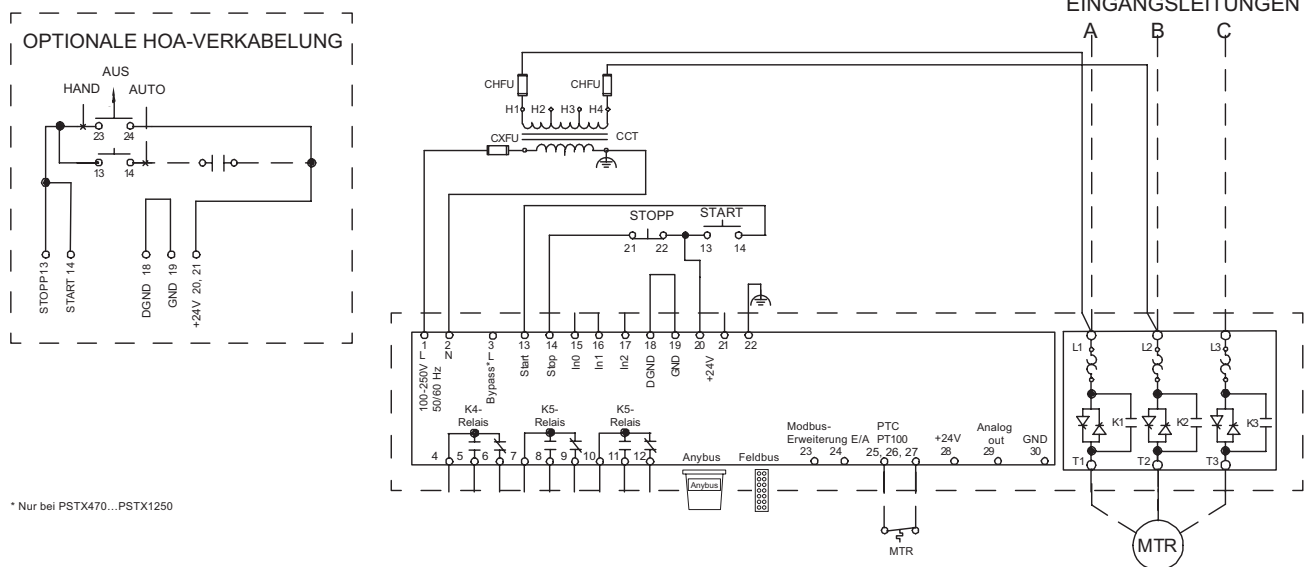 EINGANGSLEITUNGEN
A B C
OPTIONALE HOA-VERKABELUNG
AUS
HAND AUTO
23 24
13 14
STOPP13
START 14
DGND 18
GND 19
+24V 20, 21
CHFU CHFU
H1 H2 H3 H4
CXFU CCT
STOPP START
21 22 13 14
1 2 3 13 14 15 16 17 18 19 20 21 22
L
N
100-250V
50/60 Hz
Bypass*L
Start
Stop
In0
In1
In2
DGND
GND
+24V
K4-
Relais
K5-
Relais
K5-
Relais
4 5 6 7 8 9 10 11 12
Anybus Feldbus
Anybus
Modbus-
Erweiterung E/A
23 24
PTC
PT100
25, 26, 27
+24V
28
Analog
out
29
GND
30
MTR
L1 L2 L3
K1 K2 K3
T1 T2 T3
MTR
* Nur bei PSTX470...PSTX1250